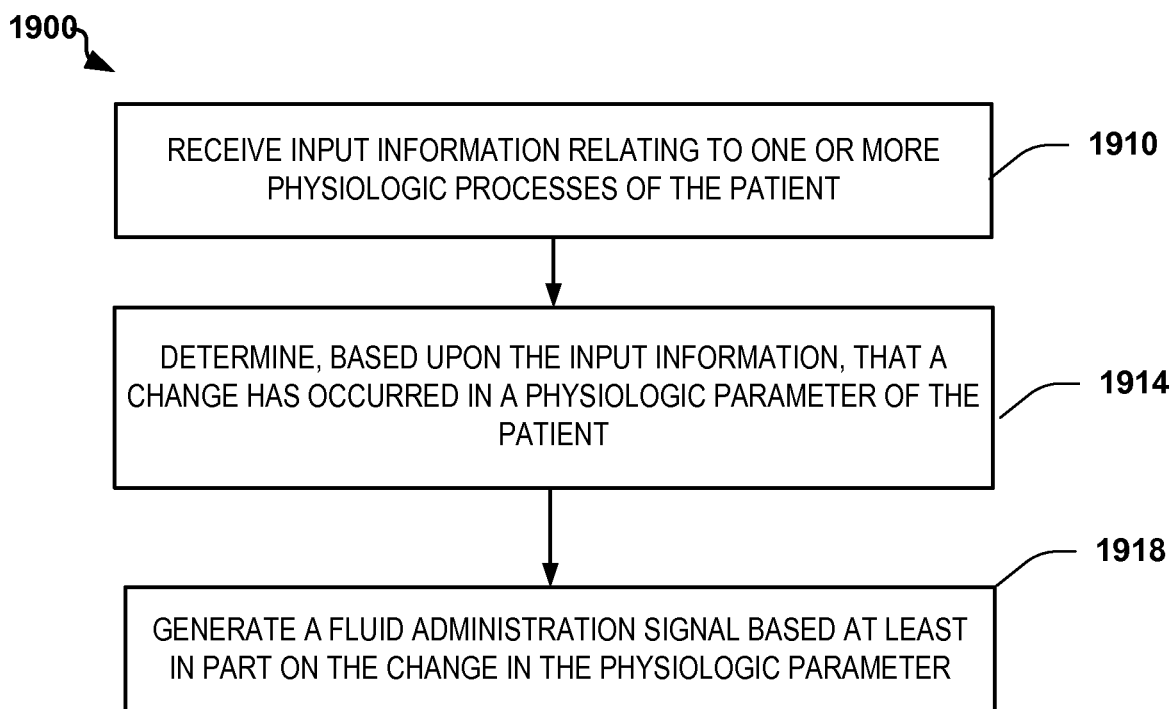 1900
RECEIVE INPUT INFORMATION RELATING TO ONE OR MORE
PHYSIOLOGIC PROCESSES OF THE PATIENT
1910
DETERMINE, BASED UPON THE INPUT INFORMATION, THAT A
CHANGE HAS OCCURRED IN A PHYSIOLOGIC PARAMETER OF THE
PATIENT
1914
1918
GENERATE A FLUID ADMINISTRATION SIGNAL BASED AT LEAST
IN PART ON THE CHANGE IN THE PHYSIOLOGIC PARAMETER